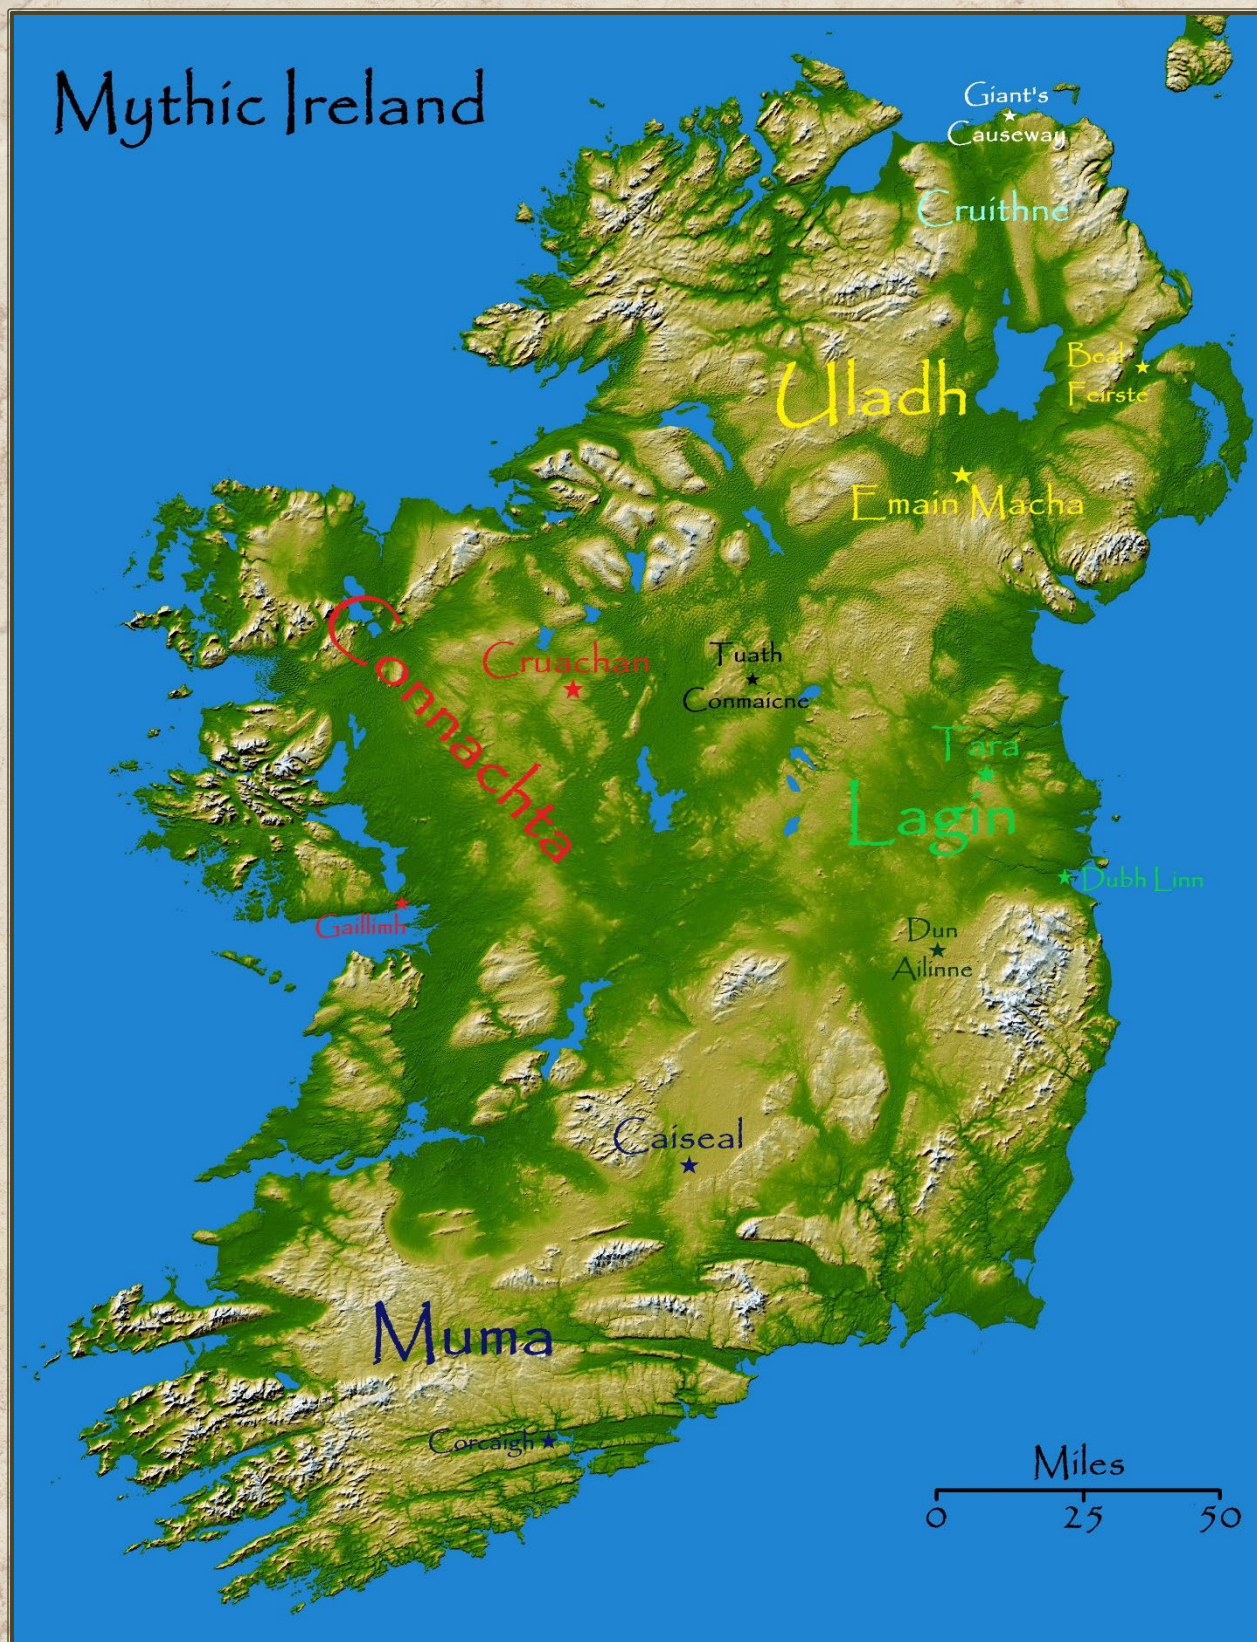 Mythic Ireland
Giant's
Causeway
Cruithne
Beal
Feirste
Uladh
Emain Macha
Connachta
Cruachan
Tuath
Conmaicne
Tara
Lagin
Dubh Linn
Gaillimh
Dun
Ailinne
Caiseal
Muma
Corcaigh
Miles
0 25 50